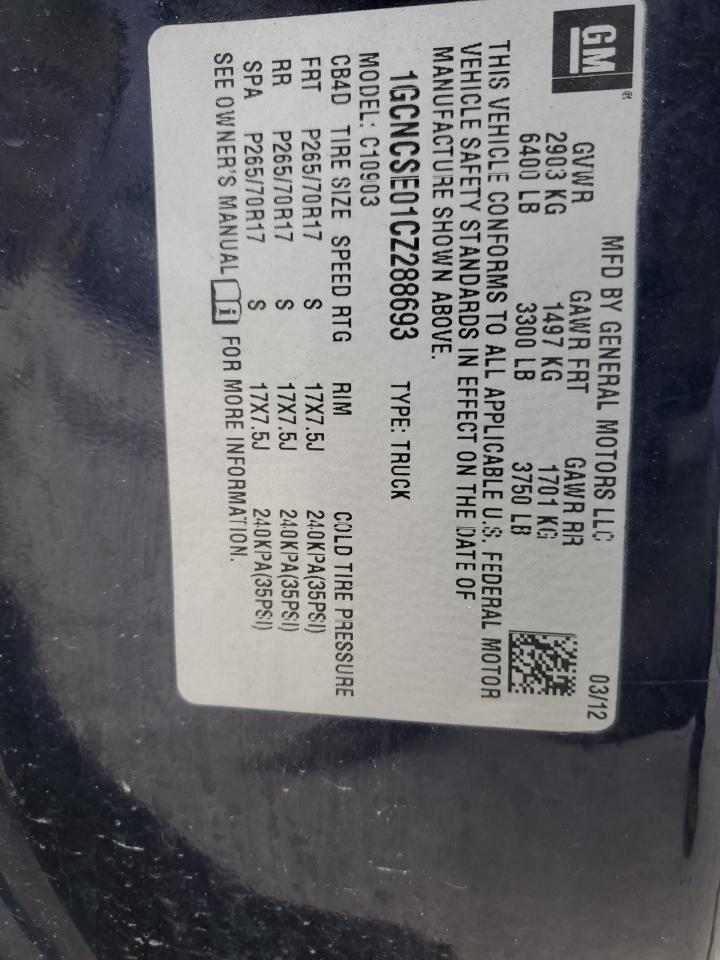 GM
MFD BY GENERAL MOTORS LLC 03/12
GVWR GAWR FRT GAWR RR
2903 KG 1497 KG 1701 KG
6400 LB 3300 LB 3750 LB
THIS VEHICLE CONFORMS TO ALL APPLICABLE U.S. FEDERAL MOTOR
VEHICLE SAFETY STANDARDS IN EFFECT ON THE DATE OF
MANUFACTURE SHOWN ABOVE.
1GCNCSE01CZ288693 TYPE: TRUCK
MODEL: C10903
CB4D TIRE SIZE SPEED RTG RIM COLD TIRE PRESSURE
FRT P265/70R17 S 17X7.5J 240KPA(35PSI)
RR P265/70R17 S 17X7.5J 240KPA(35PSI)
SPA P265/70R17 S 17X7.5J 240KPA(35PSI)
SEE OWNER'S MANUAL i FOR MORE INFORMATION.